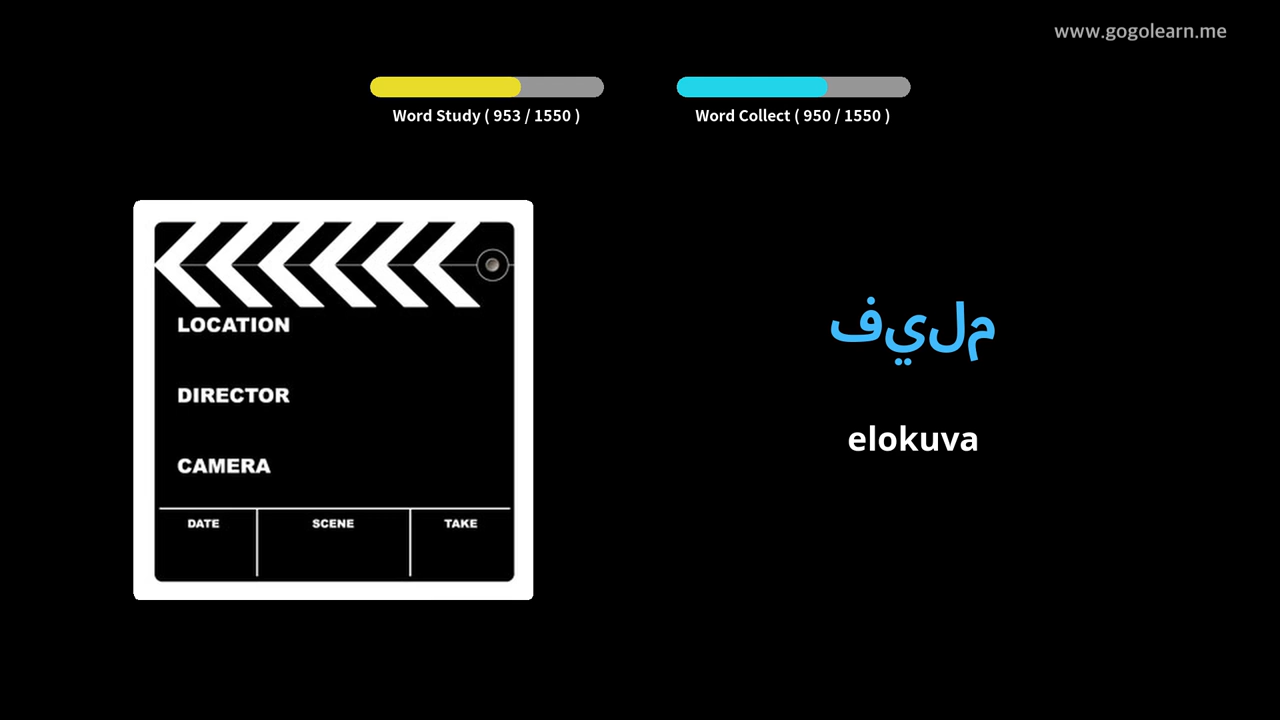 www.gogolearn.me
Word Study ( 953 / 1550 )
Word Collect ( 950 / 1550 )
LOCATION
DIRECTOR
CAMERA
DATE
SCENE
TAKE
فيلم
elokuva